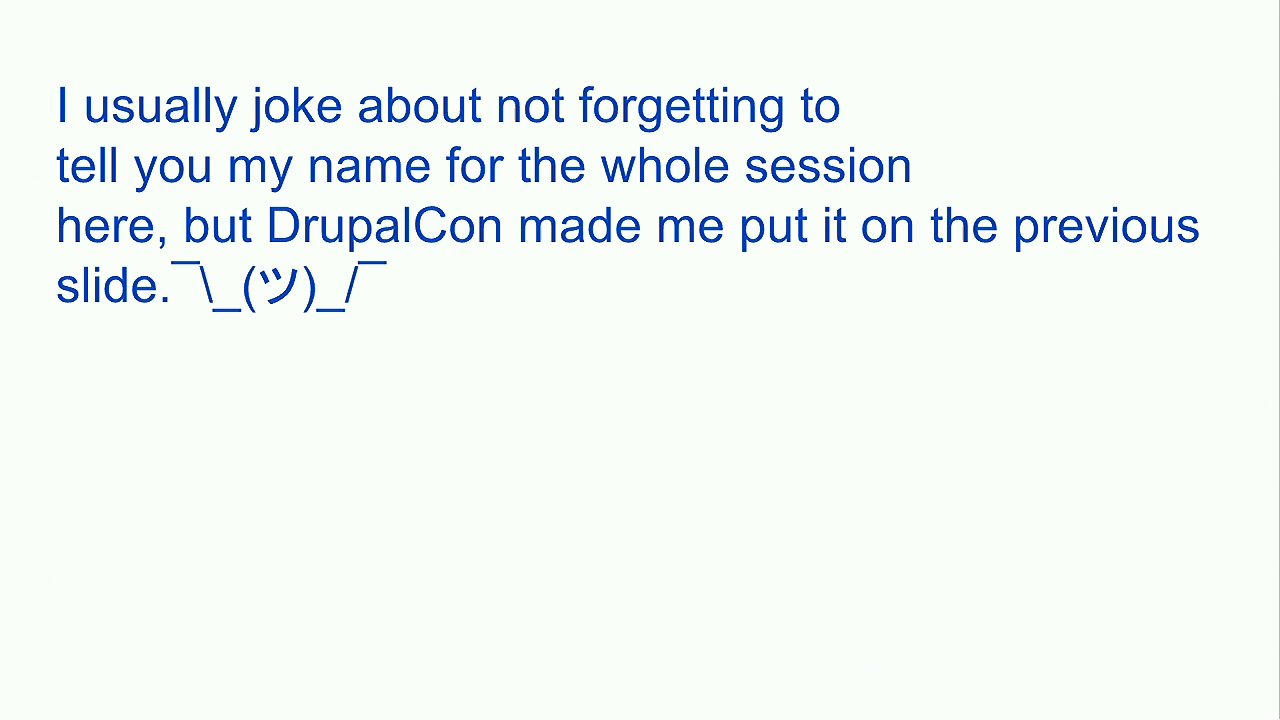 I usually joke about not forgetting to
tell you my name for the whole session
here, but DrupalCon made me put it on the previous
slide.¯\_(ツ)_/¯